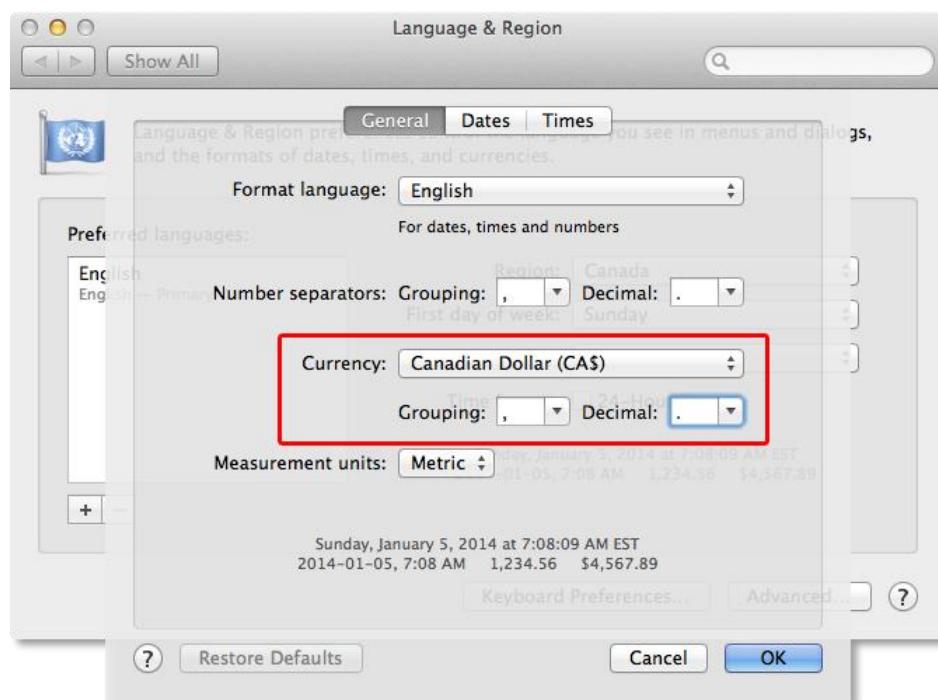 Language & Region
Show All
General Dates Times
Language & Region preferences control the language you see in menus and dialogs,
and the formats of dates, times, and currencies.
Format language: English
For dates, times and numbers
Preferred languages:
English
English — Primary
Region: Canada
Number separators: Grouping: , Decimal: .
First day of week: Sunday
Currency: Canadian Dollar (CA$)
24-Hour
Grouping: , Decimal: .
Measurement units: Metric
Sunday, January 5, 2014 at 7:08:09 AM EST
2014-01-05, 7:08 AM 1,234.56 $4,567.89
+ −
Sunday, January 5, 2014 at 7:08:09 AM EST
2014-01-05, 7:08 AM 1,234.56 $4,567.89
Keyboard Preferences... Advanced... ?
? Restore Defaults Cancel OK